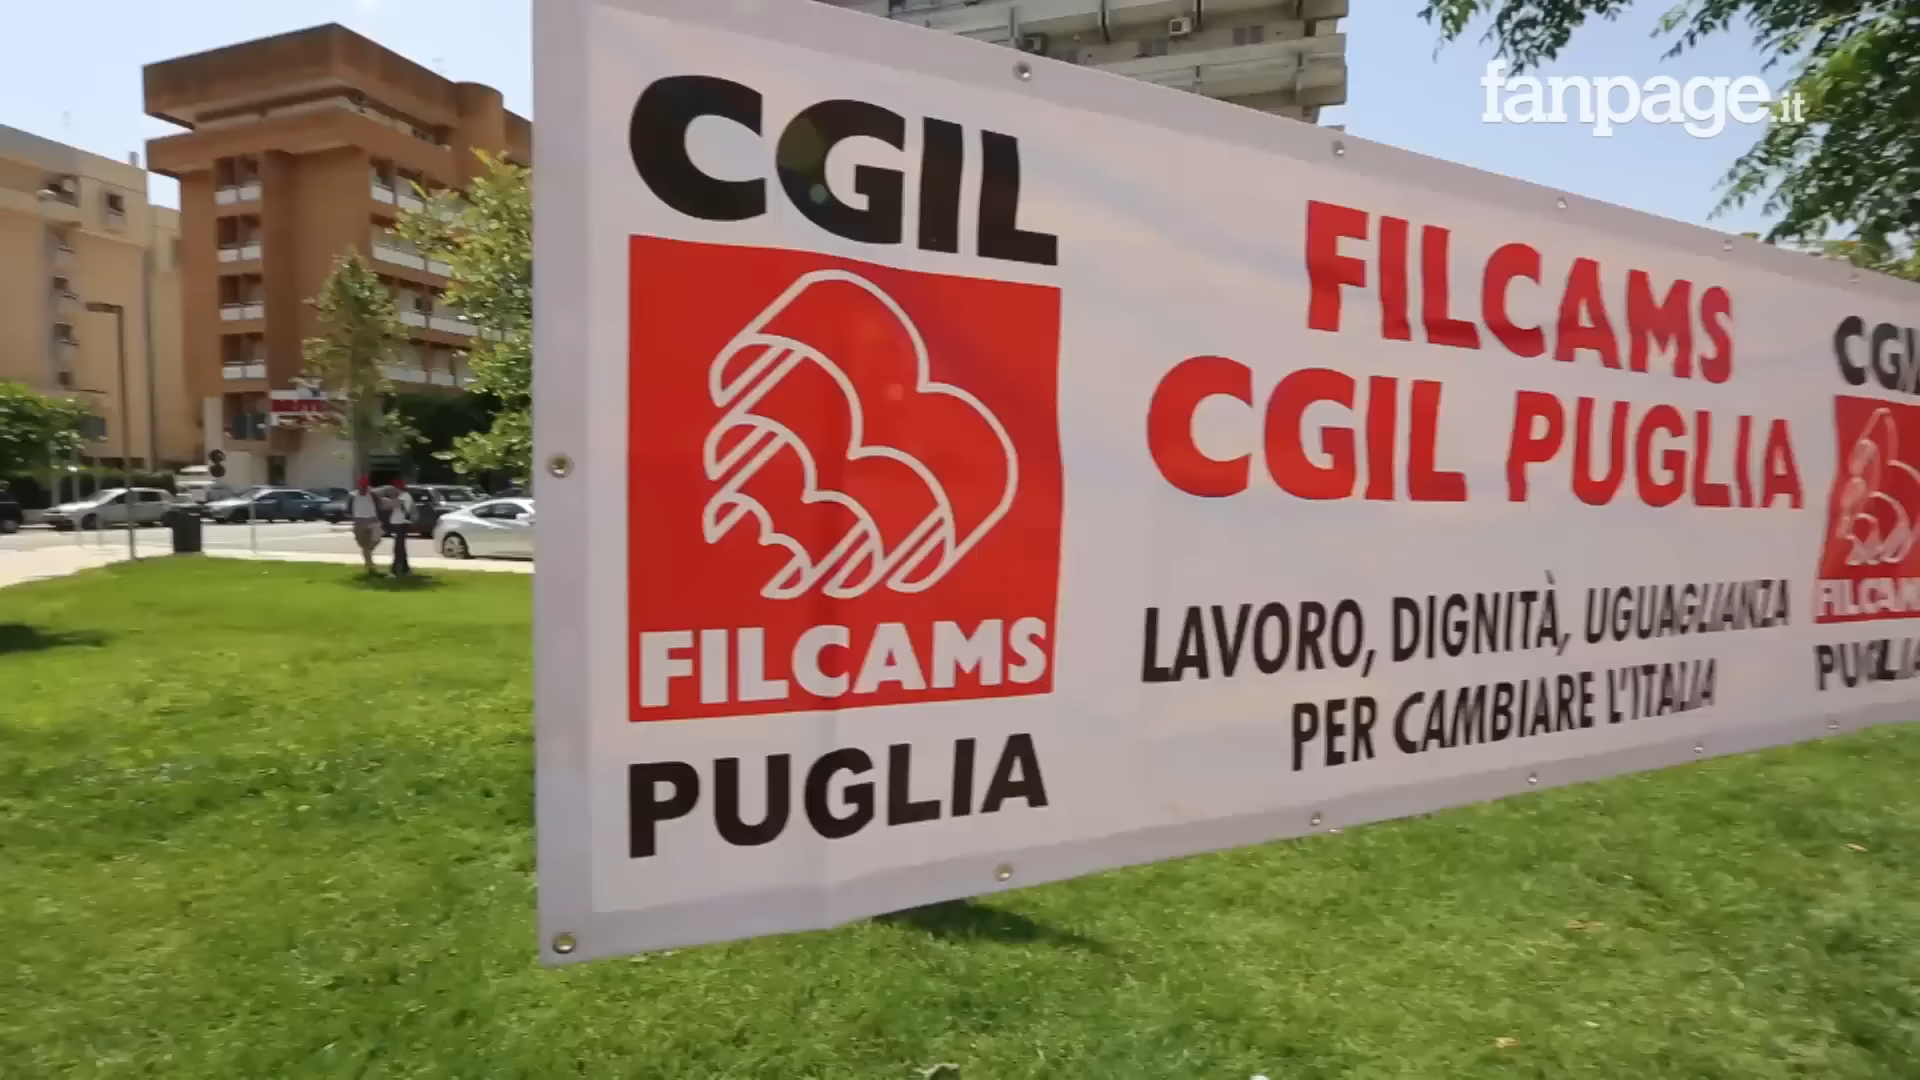 fanpage.it
CGIL
FILCAMS
PUGLIA
FILCAMS
CGIL PUGLIA
LAVORO, DIGNITÀ, UGUAGLIANZA
PER CAMBIARE L'ITALIA
CGIL
FILCAMS
PUGLIA